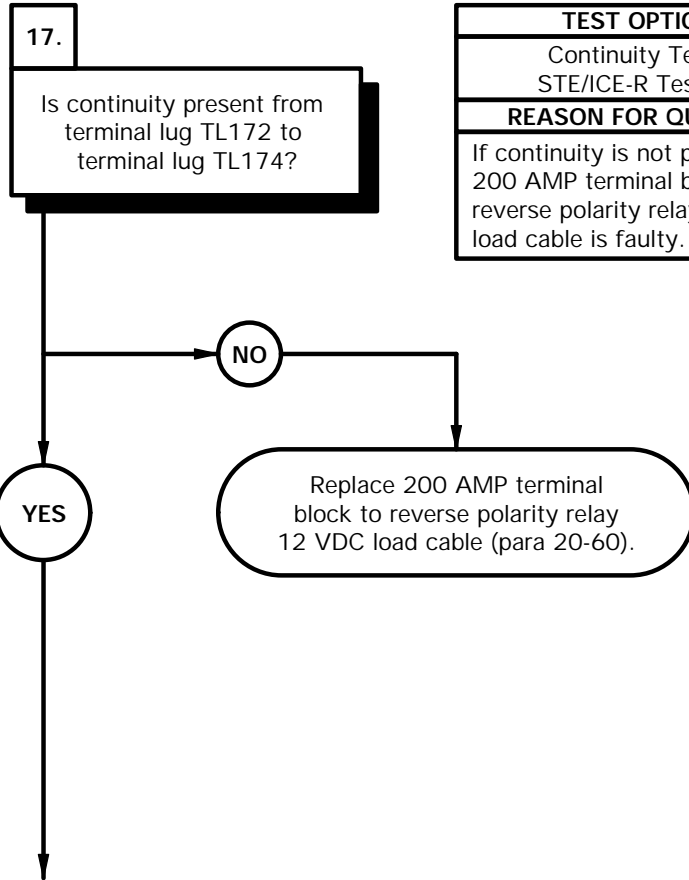 17.
Is continuity present from
terminal lug TL172 to
terminal lug TL174?
TEST OPTIO
Continuity Te
STE/ICE-R Tes
REASON FOR QU
If continuity is not p
200 AMP terminal b
reverse polarity relay
load cable is faulty.
NO
Replace 200 AMP terminal
block to reverse polarity relay
12 VDC load cable (para 20-60).
YES